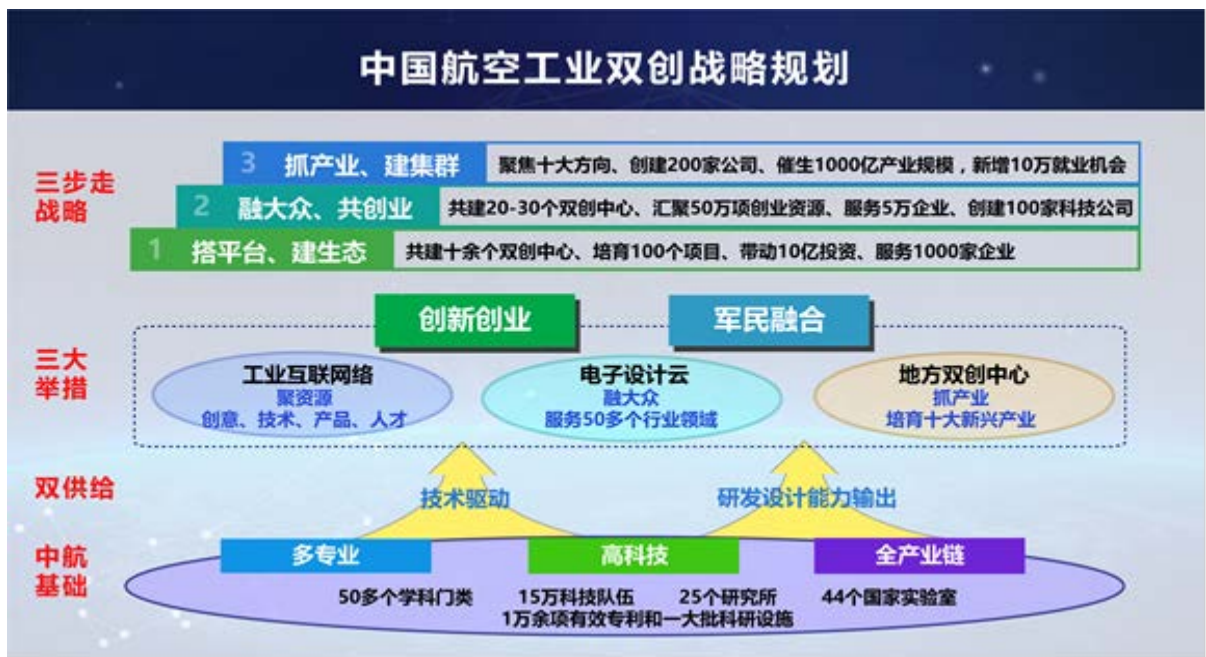 中国航空工业双创战略规划
三步走
战略
3 抓产业、建集群 聚焦十大方向、创建200家公司、催生1000亿产业规模，新增10万就业机会
2 融大众、共创业 共建20-30个双创中心、汇聚50万项创业资源、服务5万企业、创建100家科技公司
1 搭平台、建生态 共建十余个双创中心、培育100个项目、带动10亿投资、服务1000家企业
创新创业 军民融合
三大
举措
工业互联网络
聚资源
创意、技术、产品、人才
电子设计云
融大众
服务50多个行业领域
地方双创中心
抓产业
培育十大新兴产业
双供给
技术驱动 研发设计能力输出
中航
基础
多专业 高科技 全产业链
50多个学科门类 15万科技队伍 25个研究所 44个国家实验室
1万余项有效专利和一大批科研设施